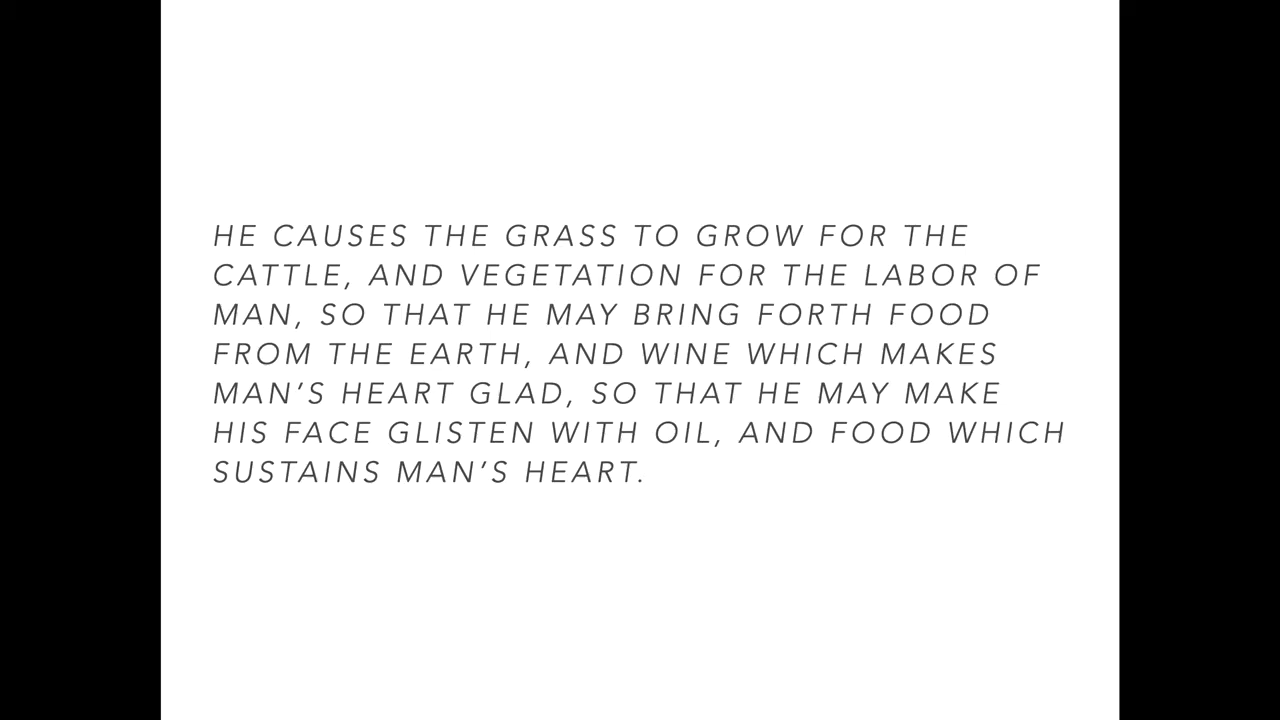 HE CAUSES THE GRASS TO GROW FOR THE
CATTLE, AND VEGETATION FOR THE LABOR OF
MAN, SO THAT HE MAY BRING FORTH FOOD
FROM THE EARTH, AND WINE WHICH MAKES
MAN’S HEART GLAD, SO THAT HE MAY MAKE
HIS FACE GLISTEN WITH OIL, AND FOOD WHICH
SUSTAINS MAN’S HEART.